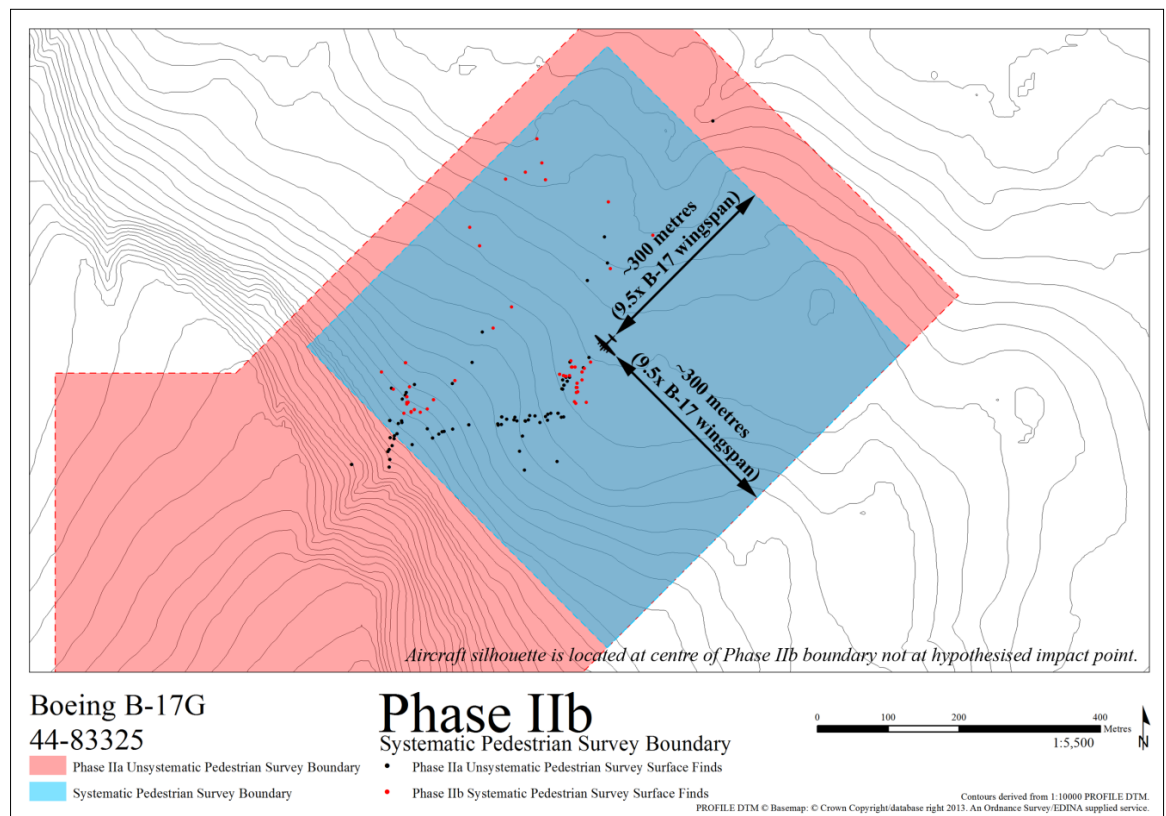 ~300 metres
(9.5x B-17 wingspan)
~300 metres
(9.5x B-17 wingspan)
Aircraft silhouette is located at centre of Phase IIb boundary not at hypothesised impact point.
Boeing B-17G
44-83325
Phase IIa Unsystematic Pedestrian Survey Boundary
Systematic Pedestrian Survey Boundary
Phase IIb
Systematic Pedestrian Survey Boundary
Phase IIa Unsystematic Pedestrian Survey Surface Finds
Phase IIb Systematic Pedestrian Survey Surface Finds
0 100 200 400
Metres
1:5,500
N
Contours derived from 1:10000 PROFILE DTM.
PROFILE DTM © Basemap: © Crown Copyright/database right 2013. An Ordnance Survey/EDINA supplied service.